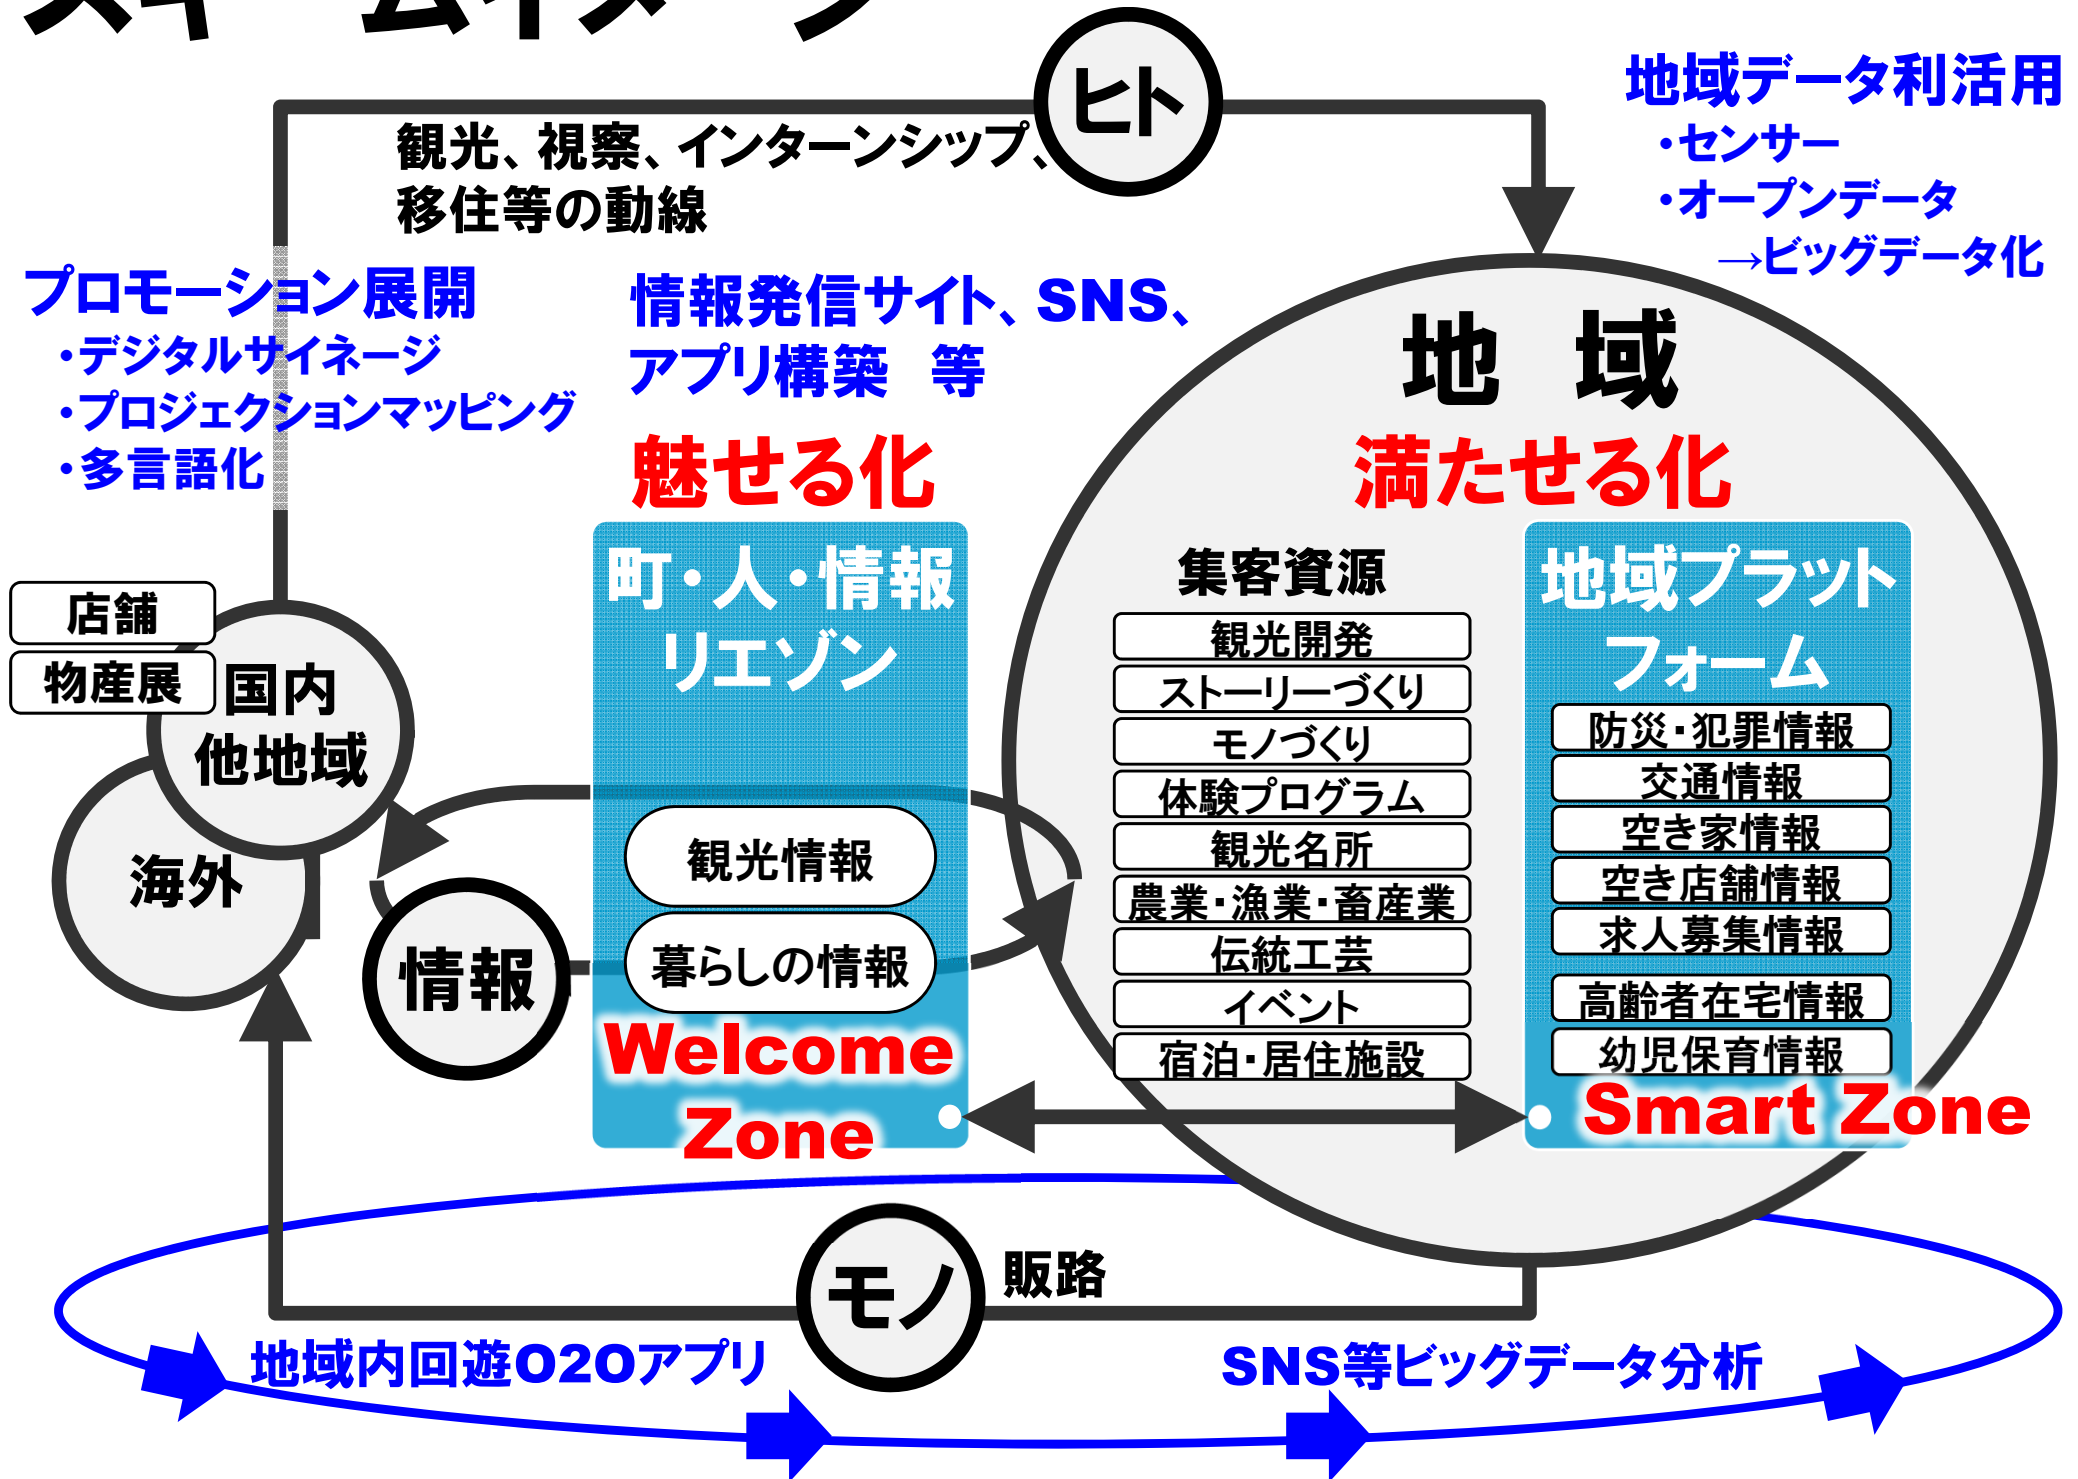 スキームイメージ
ヒト
観光、視察、インターンシップ、
移住等の動線
地域データ利活用
・センサー
・オープンデータ
→ビッグデータ化
プロモーション展開
・デジタルサイネージ
・プロジェクションマッピング
・多言語化
情報発信サイト、SNS、
アプリ構築　等
魅せる化
地　域
満たせる化
店舗
物産展
国内
他地域
海外
情報
町・人・情報
リエゾン
観光情報
暮らしの情報
Welcome
Zone
集客資源
観光開発
ストーリーづくり
モノづくり
体験プログラム
観光名所
農業・漁業・畜産業
伝統工芸
イベント
宿泊・居住施設
地域プラット
フォーム
防災・犯罪情報
交通情報
空き家情報
空き店舗情報
求人募集情報
高齢者在宅情報
幼児保育情報
Smart Zone
モノ
販路
地域内回遊O2Oアプリ
SNS等ビッグデータ分析